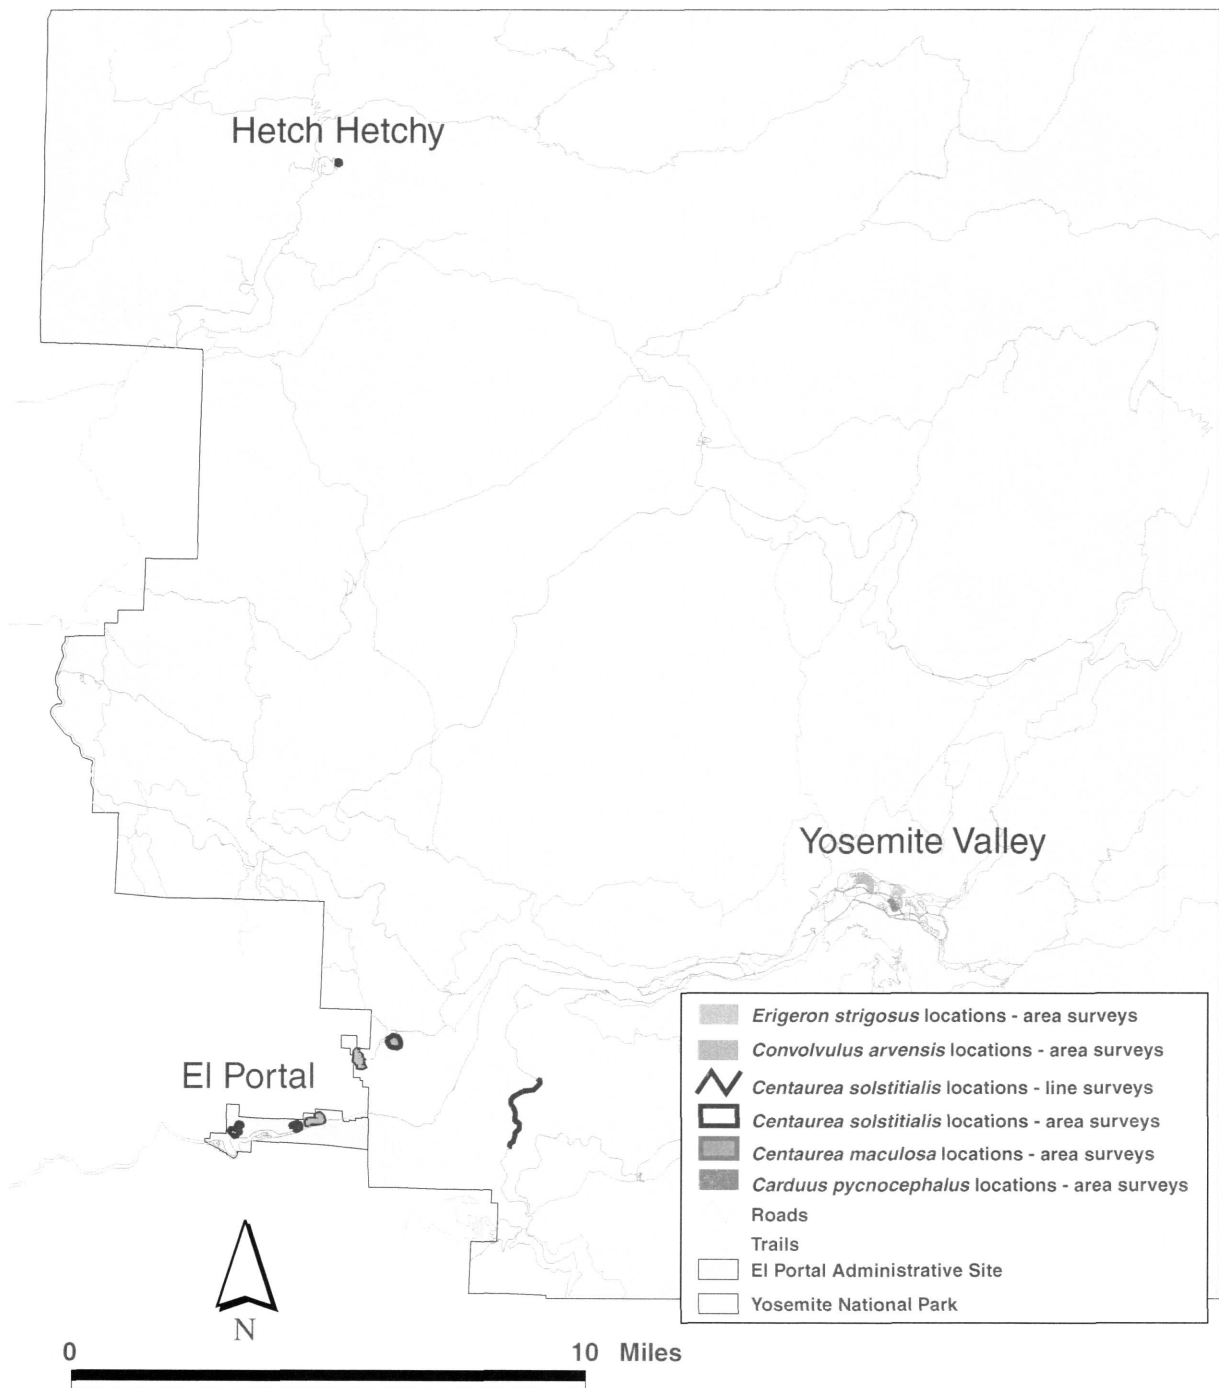 Hetch Hetchy
Yosemite Valley
El Portal
Erigeron strigosus locations - area surveys
Convolvulus arvensis locations - area surveys
Centaurea solstitialis locations - line surveys
Centaurea solstitialis locations - area surveys
Centaurea maculosa locations - area surveys
Carduus pycnocephalus locations - area surveys
Roads
Trails
El Portal Administrative Site
Yosemite National Park
N
0 10 Miles